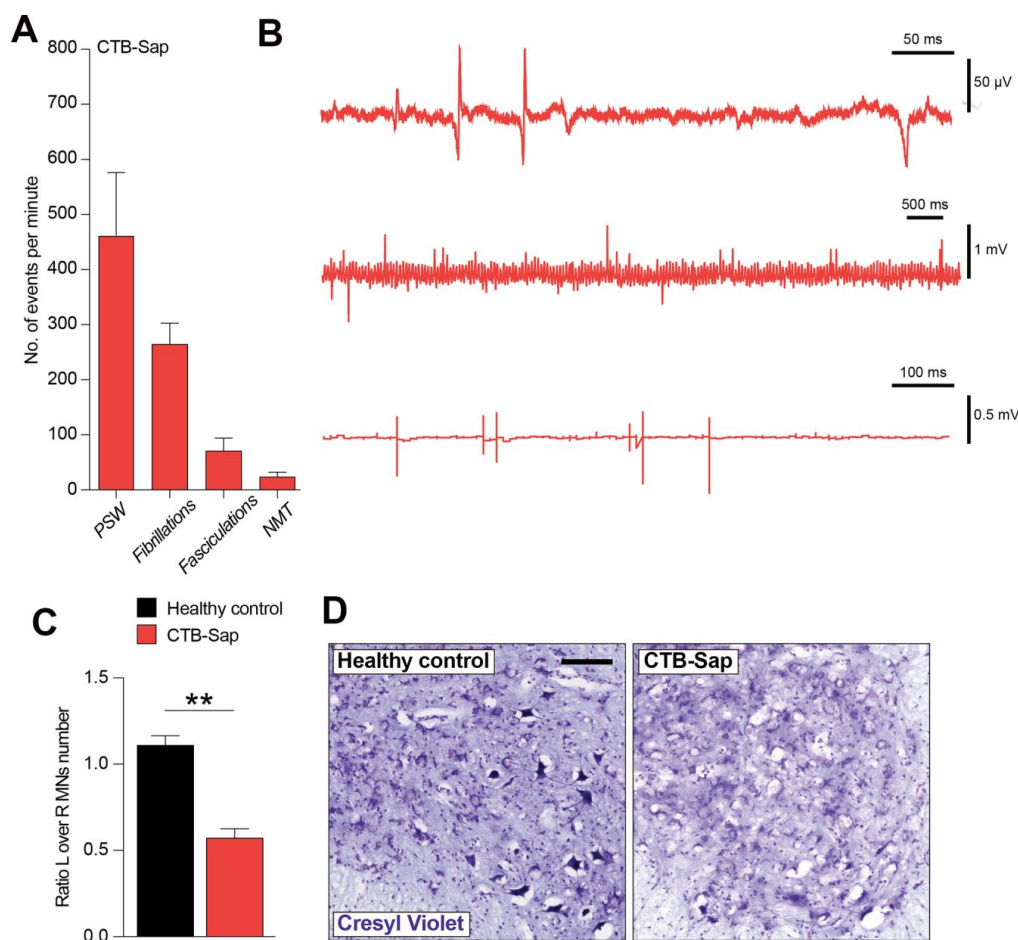 A
CTB-Sap
800
700
600
500
400
300
200
100
0
No. of events per minute
PSW
Fibrillations
Fasciculations
NMT
B
50 ms
50 µV
500 ms
1 mV
100 ms
0.5 mV
C
Healthy control
CTB-Sap
1.5
1.0
0.5
0.0
Ratio L over R MNs number
**
D
Healthy control
CTB-Sap
Cresyl Violet